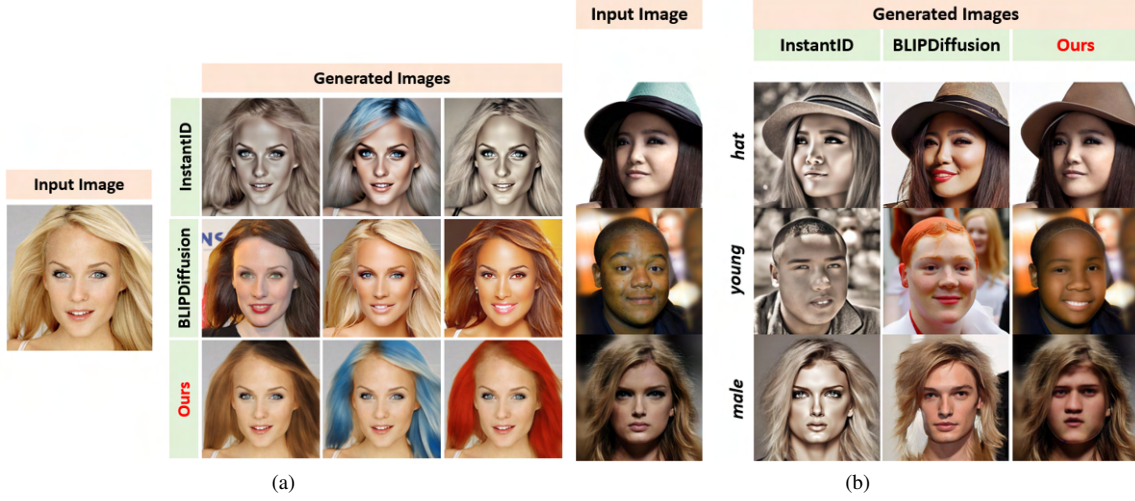 Input Image
Generated Images
InstantID
BLIPDiffusion
Ours
(a)
Input Image
Generated Images
InstantID BLIPDiffusion Ours
hat
young
male
(b)